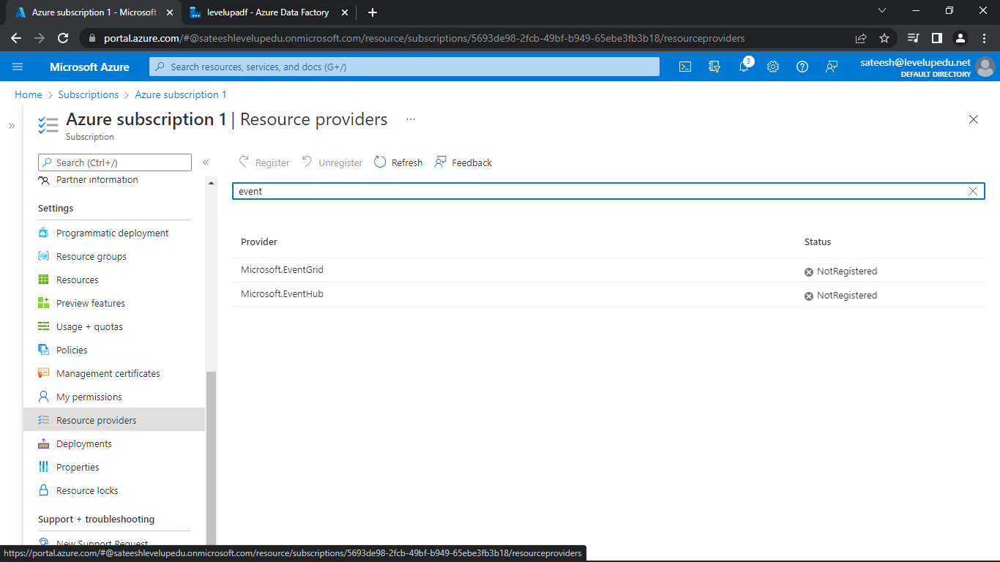 Azure subscription 1 - Microsoft
levelupadf - Azure Data Factory
portal.azure.com/#@sateeshlevelupedu.onmicrosoft.com/resource/subscriptions/5693de98-2fcb-49bf-b949-65ebe3fb3b18/resourceproviders
Microsoft Azure
Search resources, services, and docs (G+/)
3
sateesh@levelupedu.net
DEFAULT DIRECTORY
Home > Subscriptions > Azure subscription 1
Azure subscription 1 | Resource providers ...
Subscription
Search (Ctrl+/)
Register Unregister Refresh Feedback
Partner information
event
Settings
Programmatic deployment
Resource groups
Resources
Preview features
Usage + quotas
Policies
Management certificates
My permissions
Resource providers
Deployments
Properties
Resource locks
Support + troubleshooting
New Support Request
Provider Status
Microsoft.EventGrid NotRegistered
Microsoft.EventHub NotRegistered
https://portal.azure.com/#@sateeshlevelupedu.onmicrosoft.com/resource/subscriptions/5693de98-2fcb-49bf-b949-65ebe3fb3b18/resourceproviders